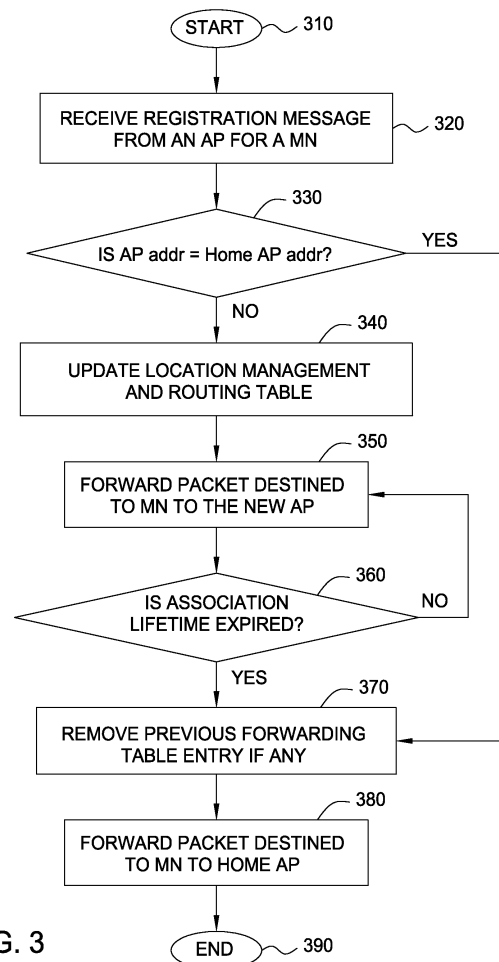 START
310
RECEIVE REGISTRATION MESSAGE
FROM AN AP FOR A MN
320
330
IS AP addr = Home AP addr?
YES
NO
340
UPDATE LOCATION MANAGEMENT
AND ROUTING TABLE
350
FORWARD PACKET DESTINED
TO MN TO THE NEW AP
360
IS ASSOCIATION
LIFETIME EXPIRED?
NO
YES
370
REMOVE PREVIOUS FORWARDING
TABLE ENTRY IF ANY
380
FORWARD PACKET DESTINED
TO MN TO HOME AP
G. 3
END
390